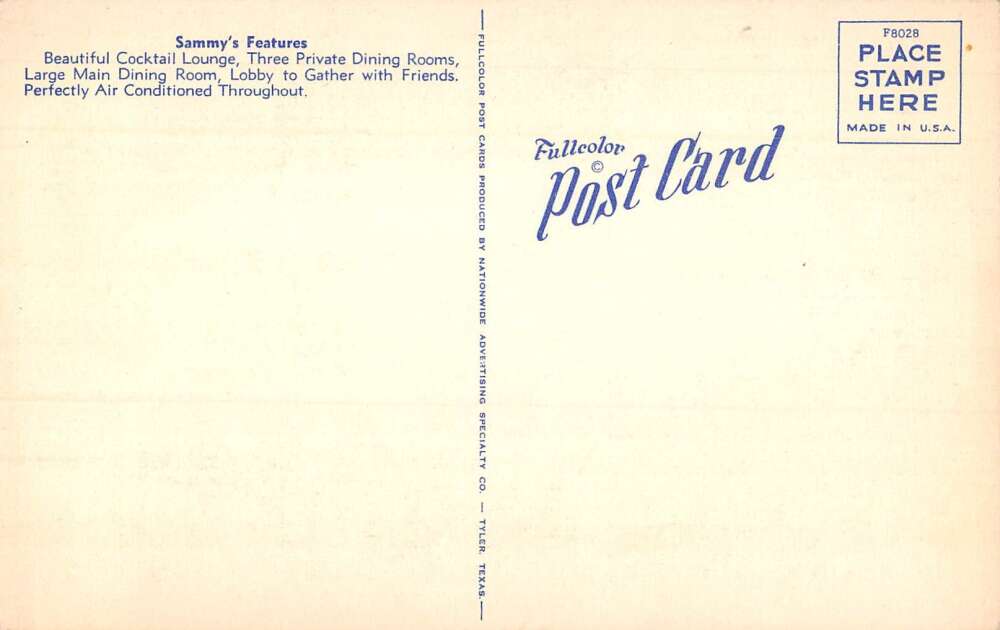 Sammy's Features
Beautiful Cocktail Lounge, Three Private Dining Rooms,
Large Main Dining Room, Lobby to Gather with Friends.
Perfectly Air Conditioned Throughout.
— FULLCOLOR POST CARDS PRODUCED BY NATIONWIDE ADVERTISING SPECIALTY CO. — TYLER, TEXAS. —
Fullcolor
©
Post Card
F8028
PLACE
STAMP
HERE
MADE IN U.S.A.